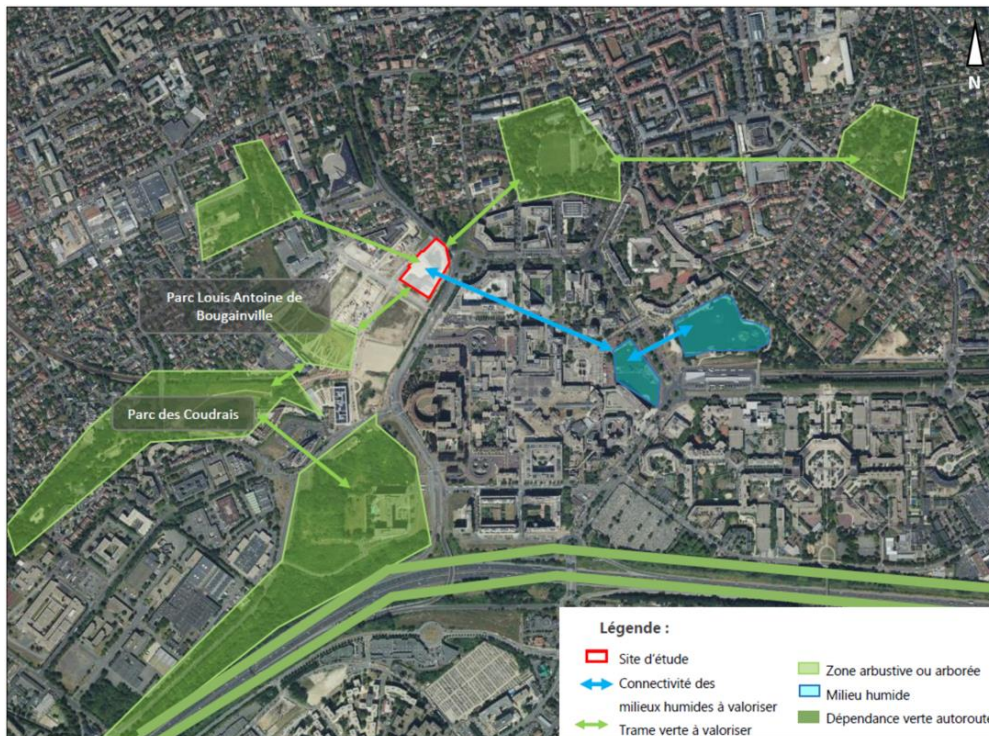 N
Parc Louis Antoine de
Bougainville
Parc des Coudrais
Légende :
Site d'étude
Connectivité des
milieux humides à valoriser
Trame verte à valoriser
Zone arbustive ou arborée
Milieu humide
Dépendance verte autoroute